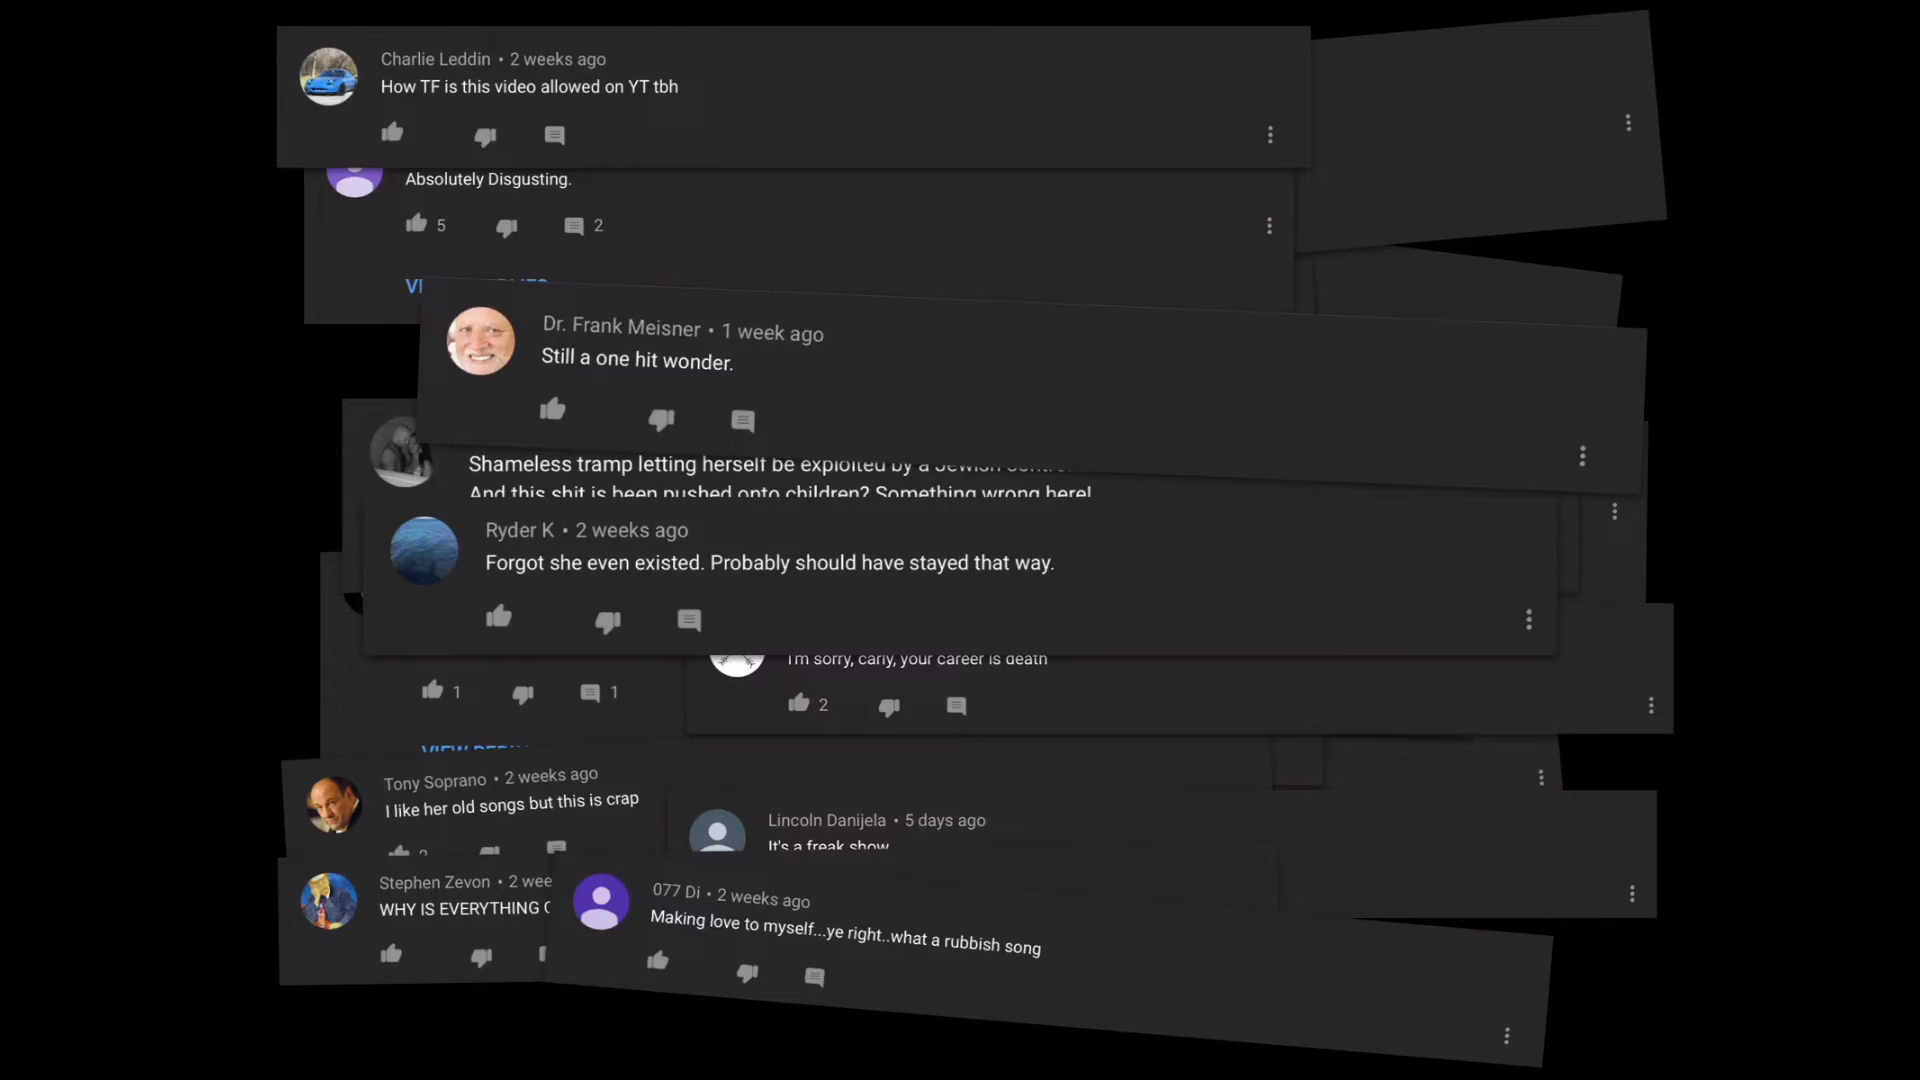 Charlie Leddin • 2 weeks ago
How TF is this video allowed on YT tbh
Absolutely Disgusting.
5
2
Dr. Frank Meisner • 1 week ago
Still a one hit wonder.
Shameless tramp letting herself be exploited by a Jewish
And this shit is been pushed onto children? Something wrong here!
Ryder K • 2 weeks ago
Forgot she even existed. Probably should have stayed that way.
I'm sorry, carly, your career is death
1
1
2
VIEW
Tony Soprano • 2 weeks ago
I like her old songs but this is crap
Lincoln Danijela • 5 days ago
It's a freak show
Stephen Zevon • 2 wee
WHY IS EVERYTHING
077 Di • 2 weeks ago
Making love to myself...ye right..what a rubbish song